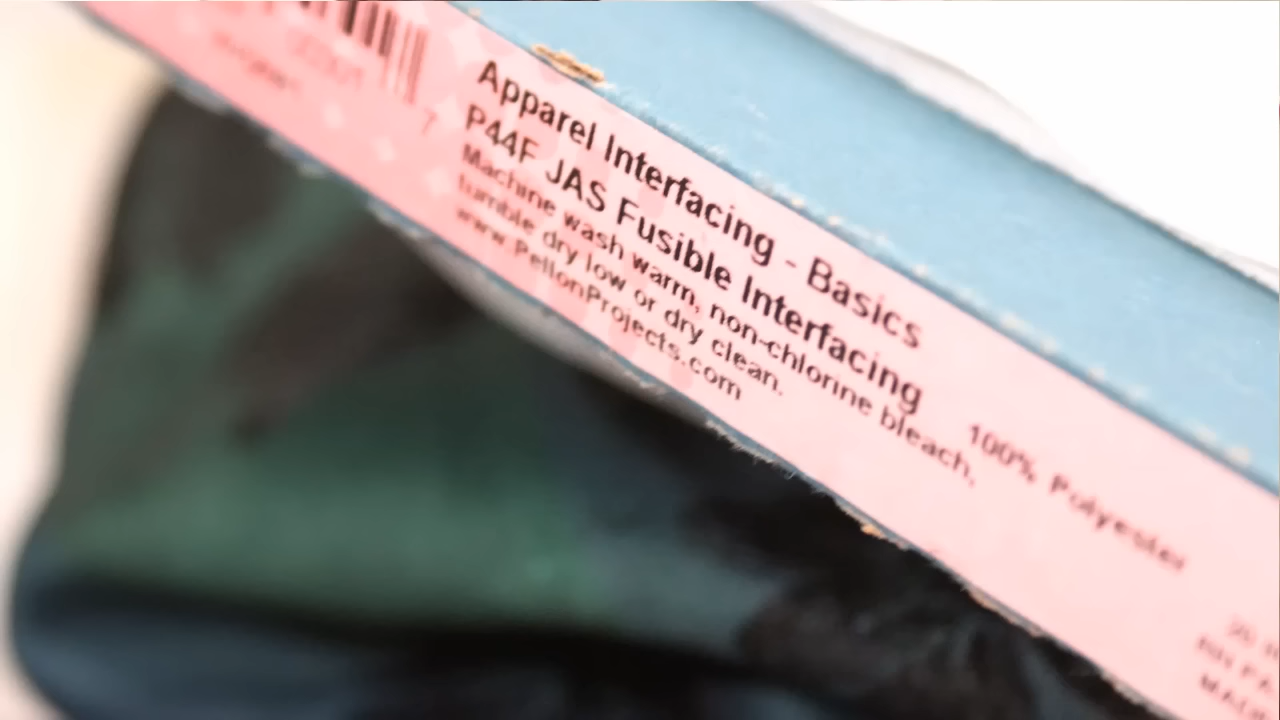 Apparel Interfacing - Basics
P44F JAS Fusible Interfacing
Machine wash warm, non-chlorine bleach,
tumble dry low or dry clean.
www.PellonProjects.com
100% Polyester
7